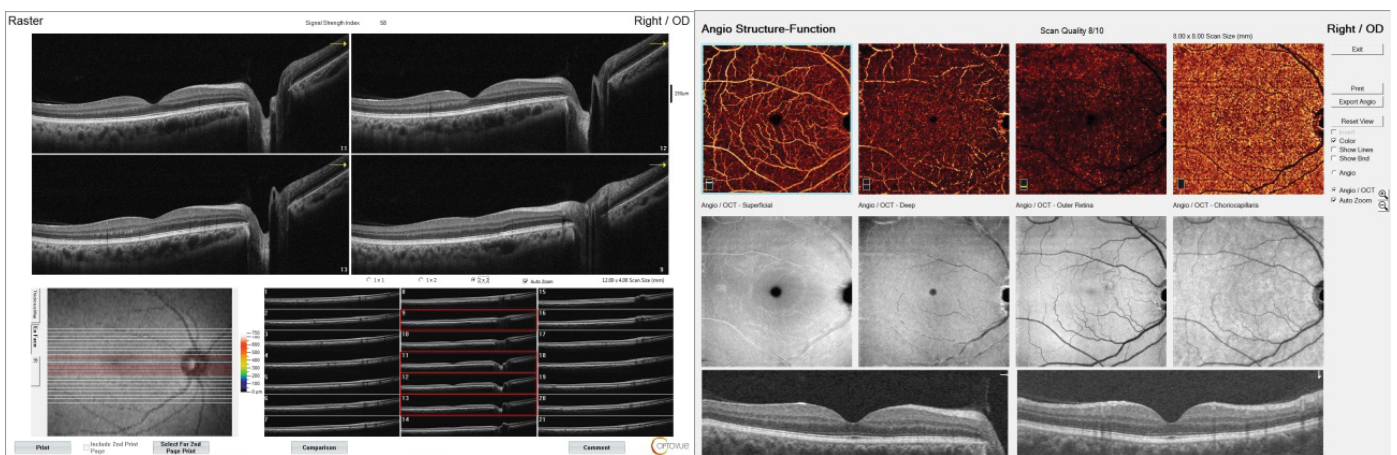 Raster
Signal Strength Index 58
Right / OD
11
12
250µm
13
9
1 x 1
1 x 2
2 x 2
Auto Zoom
12.00 x 4.00 Scan Size (mm)
Thickness Map
En Face
IR
750
700
600
500
400
300
200
100
0 µm
1
2
3
4
5
6
7
8
9
10
11
12
13
14
15
16
17
18
19
20
21
Print
Include 2nd Print Page
Select For 2nd Page Print
Comparison
Comment
optovue
Angio Structure-Function
Scan Quality 8/10
8.00 x 8.00 Scan Size (mm)
Right / OD
Exit
Print
Export Angio
Reset View
Invert
Color
Show Lines
Show Bnd
Angio
Angio / OCT
Auto Zoom
Angio / OCT - Superficial
Angio / OCT - Deep
Angio / OCT - Outer Retina
Angio / OCT - Choriocapillaris